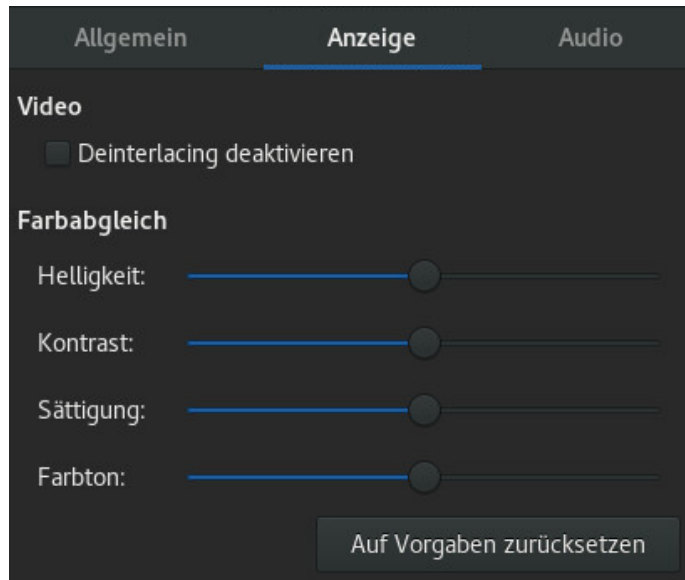 Allgemein Anzeige Audio
Video
Deinterlacing deaktivieren
Farbabgleich
Helligkeit:
Kontrast:
Sättigung:
Farbton:
Auf Vorgaben zurücksetzen